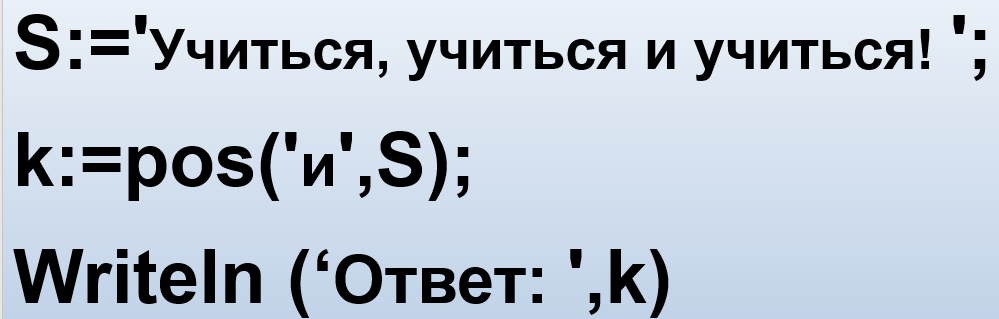 S:='Учиться, учиться и учиться! ';
k:=pos('и',S);
Writeln (‘Ответ: ',k)